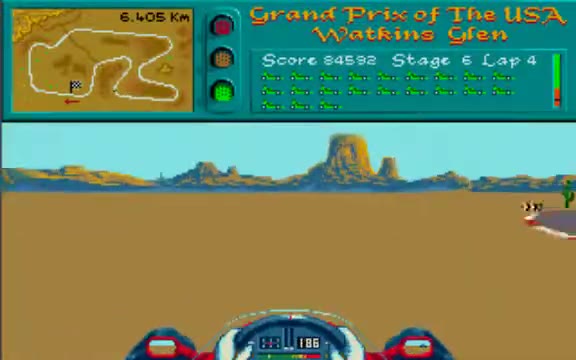 6.405 Km
Grand Prix of The USA
Watkins Glen
Score 84592 Stage 6 Lap 4
186